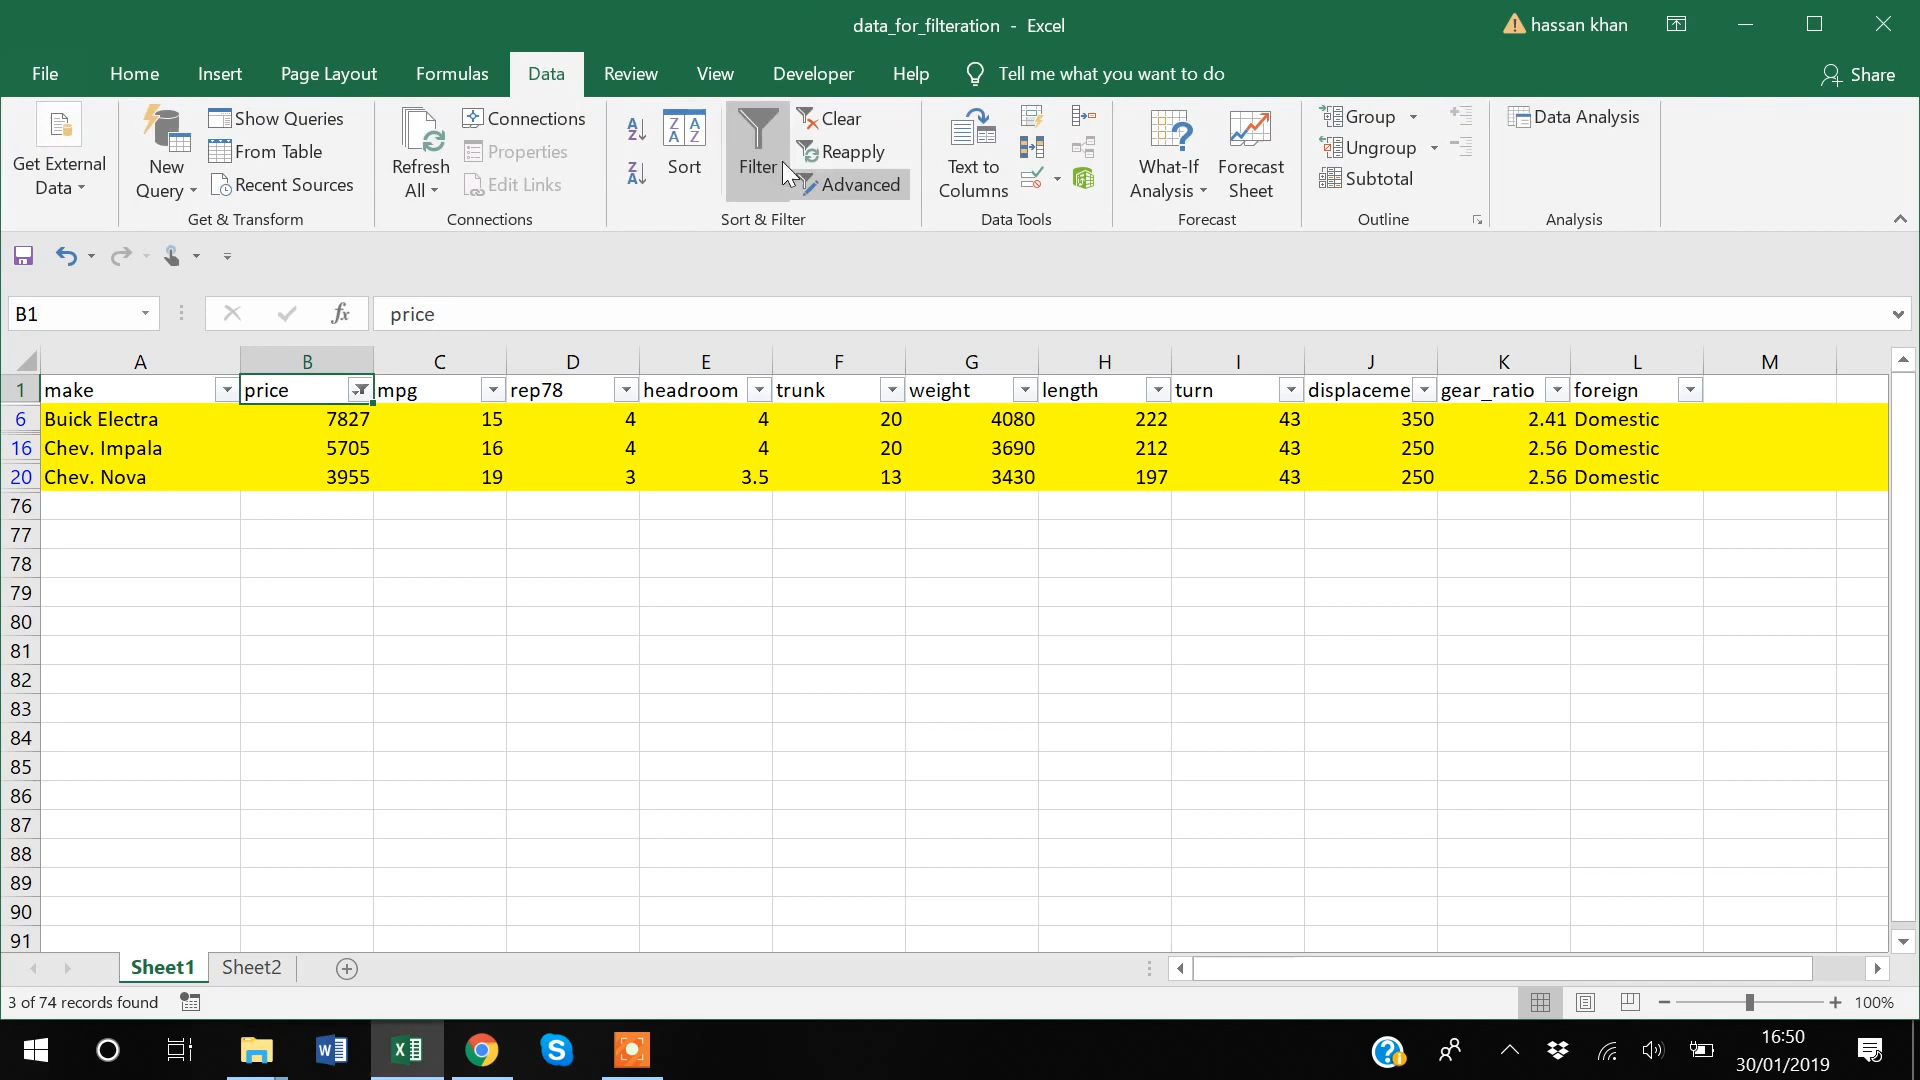 data_for_filteration - Excel
hassan khan
File Home Insert Page Layout Formulas Data Review View Developer Help Tell me what you want to do Share
Get External Data
New Query
Show Queries
From Table
Recent Sources
Get & Transform
Refresh All
Connections
Properties
Edit Links
Connections
Sort
Filter
Clear
Reapply
Advanced
Sort & Filter
Text to Columns
Data Tools
What-If Analysis
Forecast Sheet
Forecast
Group
Ungroup
Subtotal
Outline
Data Analysis
Analysis
B1 fx price
A B C D E F G H I J K L M
1 make price mpg rep78 headroom trunk weight length turn displaceme gear_ratio foreign
6 Buick Electra 7827 15 4 4 20 4080 222 43 350 2.41 Domestic
16 Chev. Impala 5705 16 4 4 20 3690 212 43 250 2.56 Domestic
20 Chev. Nova 3955 19 3 3.5 13 3430 197 43 250 2.56 Domestic
76
77
78
79
80
81
82
83
84
85
86
87
88
89
90
91
Sheet1 Sheet2
3 of 74 records found 100%
16:50
30/01/2019